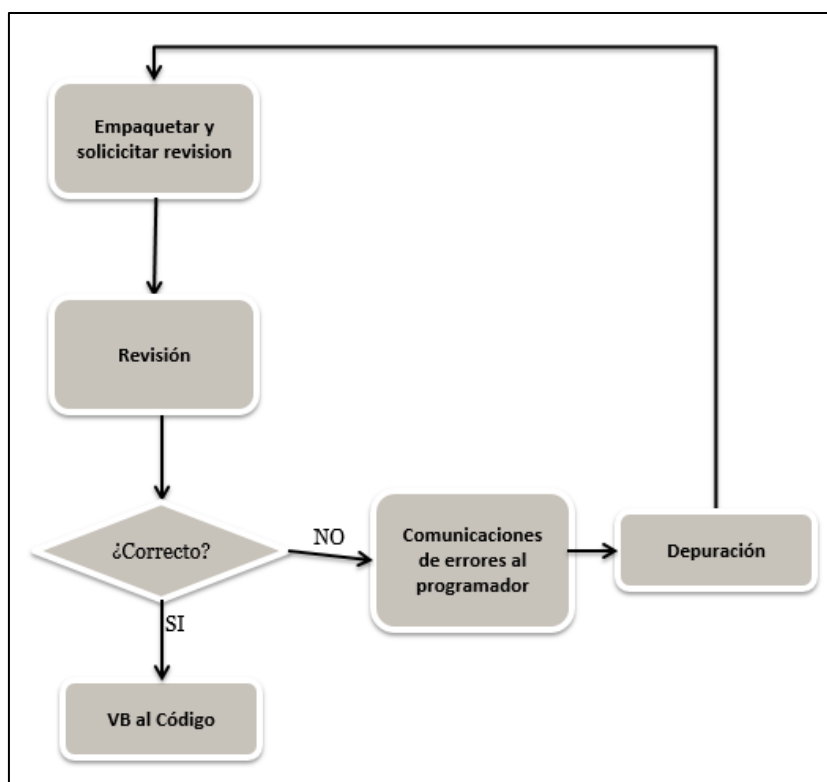 Empaquetar y
solicicitar revision
Revisión
¿Correcto?
NO
Comunicaciones
de errores al
programador
Depuración
SI
VB al Código